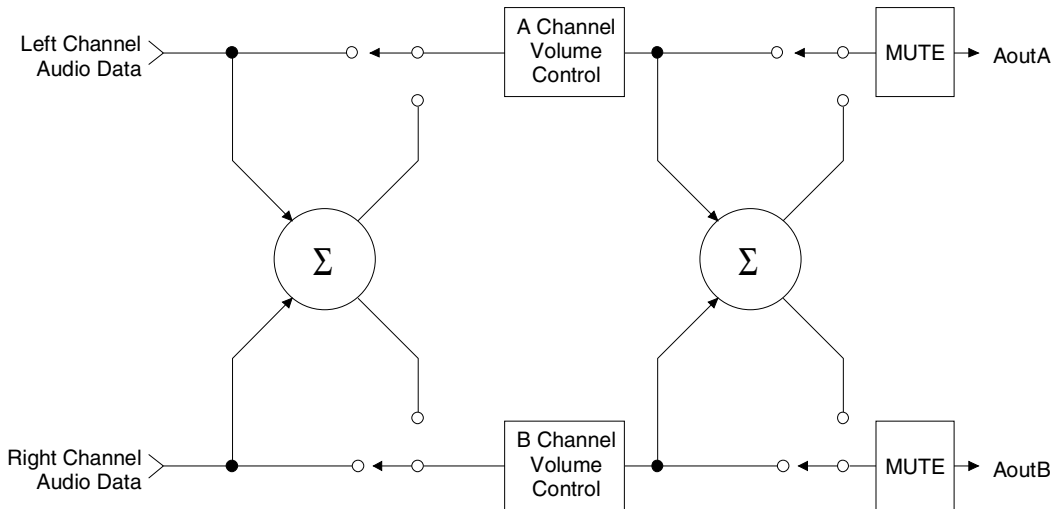 Left Channel
Audio Data
A Channel
Volume
Control
MUTE
AoutA
Σ
Σ
Right Channel
Audio Data
B Channel
Volume
Control
MUTE
AoutB